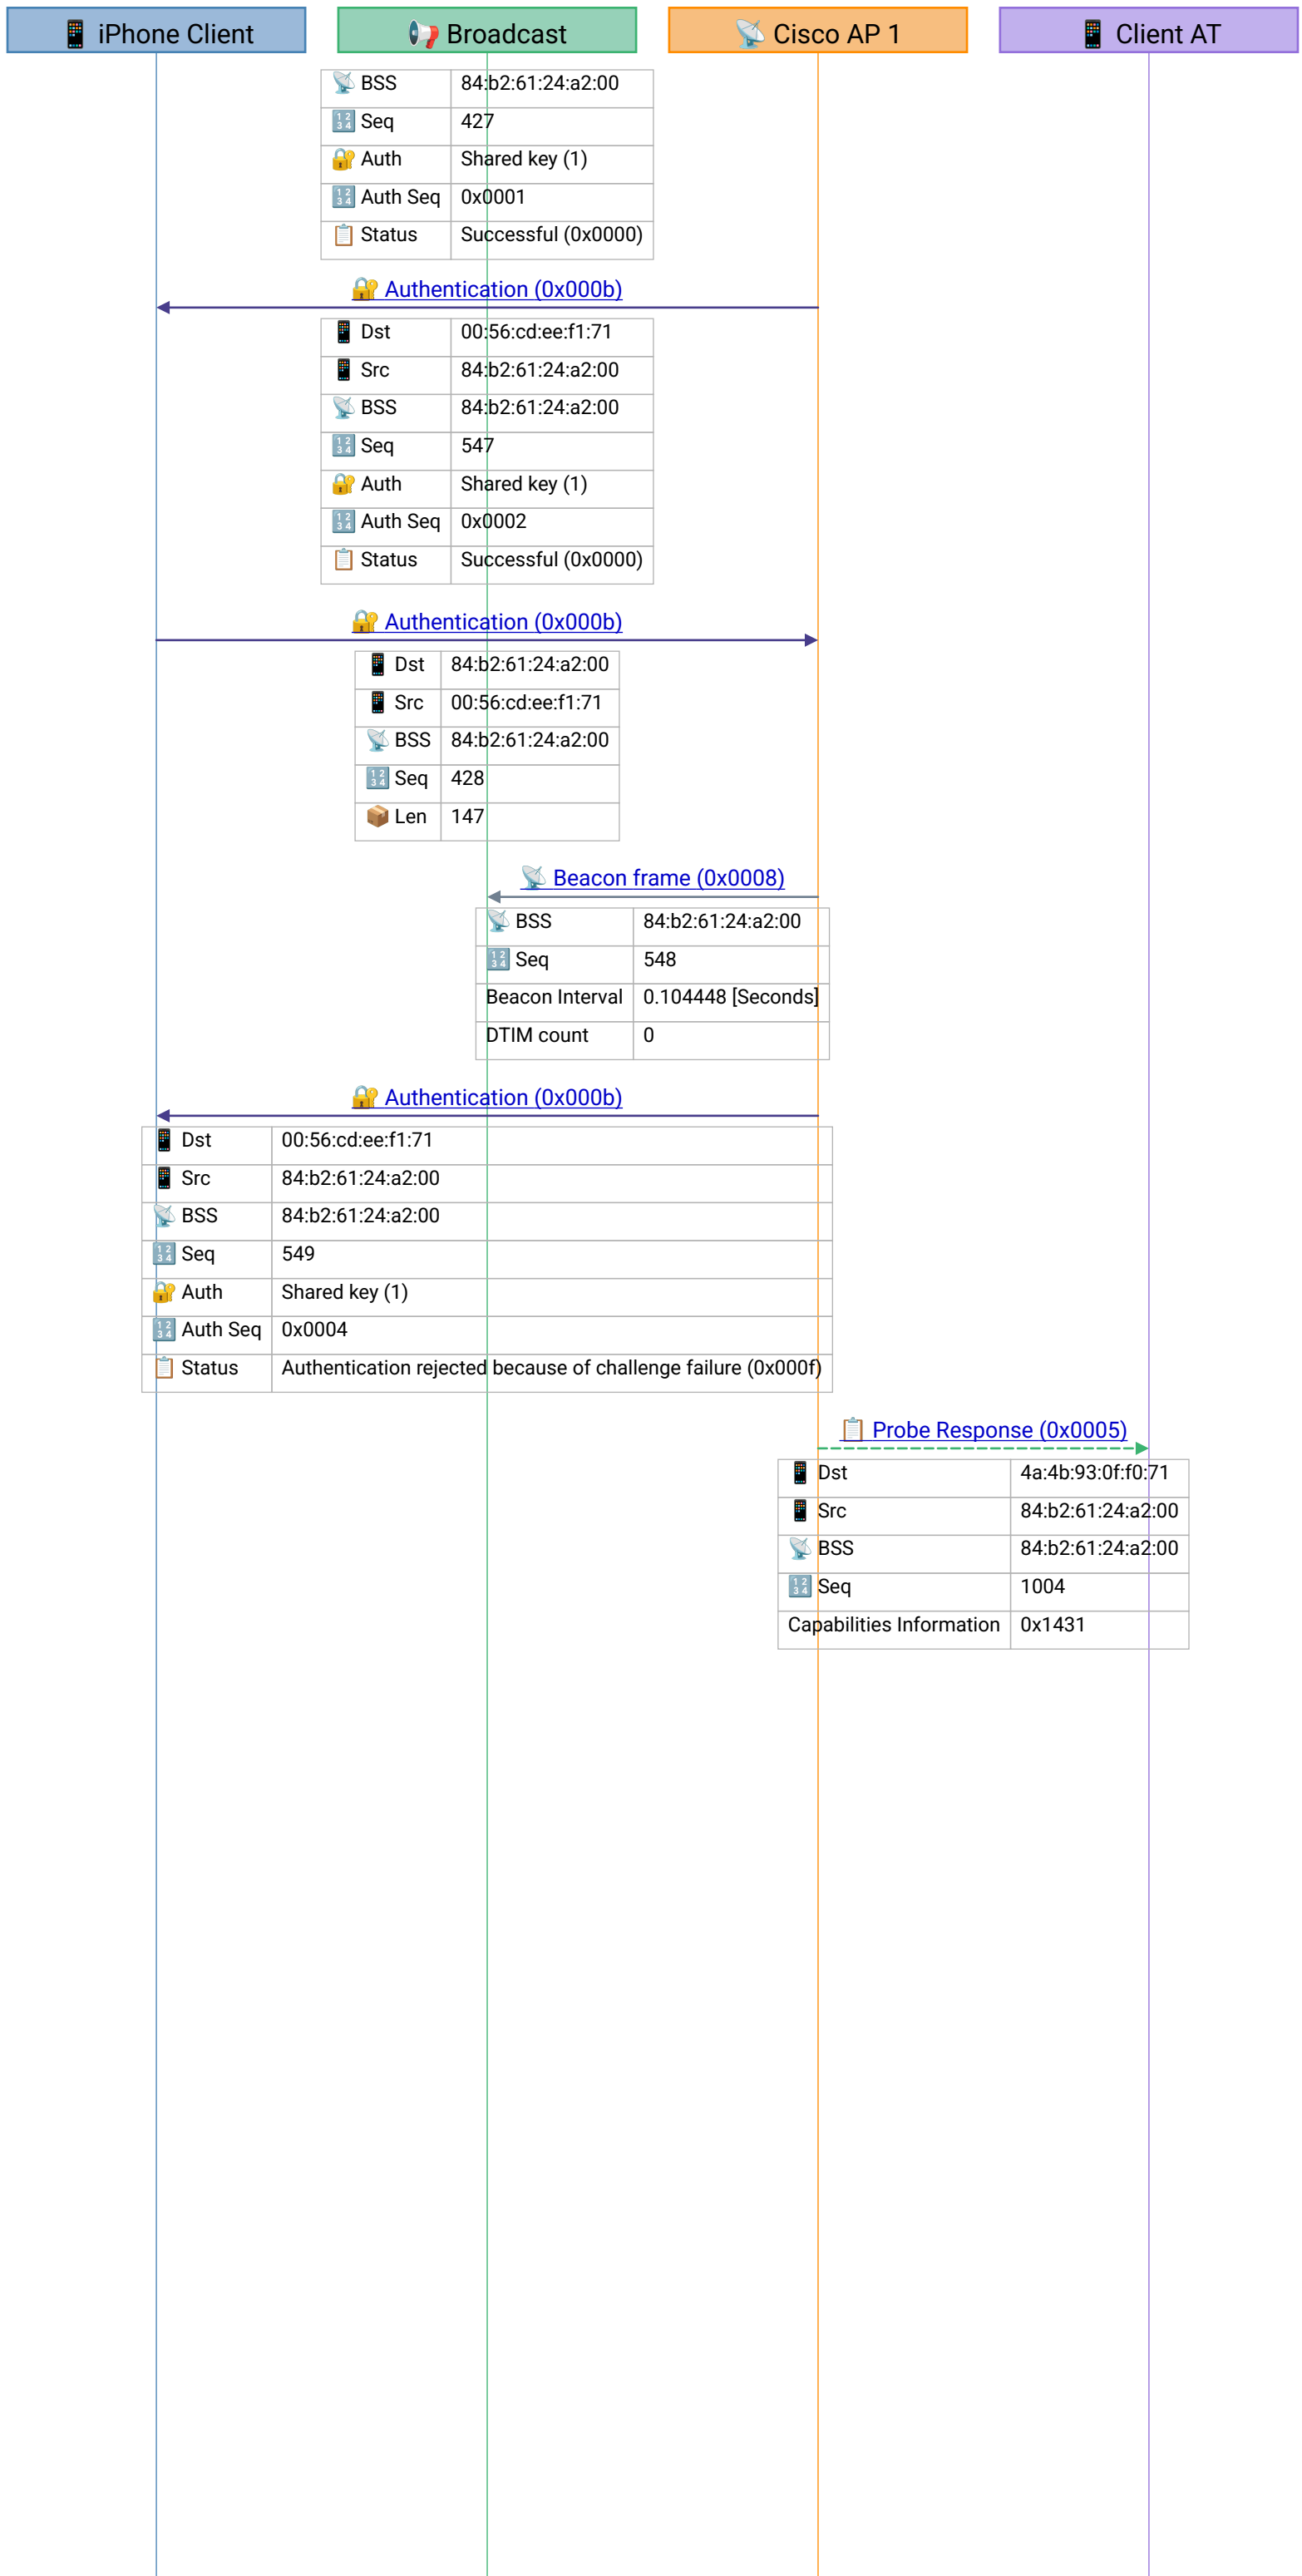 📱 iPhone Client
📢 Broadcast
📡 Cisco AP 1
📱 Client AT
📡 BSS 84:b2:61:24:a2:00
🔢 Seq 427
🔐 Auth Shared key (1)
🔢 Auth Seq 0x0001
📋 Status Successful (0x0000)
🔐 Authentication (0x000b)
📱 Dst 00:56:cd:ee:f1:71
📱 Src 84:b2:61:24:a2:00
📡 BSS 84:b2:61:24:a2:00
🔢 Seq 547
🔐 Auth Shared key (1)
🔢 Auth Seq 0x0002
📋 Status Successful (0x0000)
🔐 Authentication (0x000b)
📱 Dst 84:b2:61:24:a2:00
📱 Src 00:56:cd:ee:f1:71
📡 BSS 84:b2:61:24:a2:00
🔢 Seq 428
📦 Len 147
📡 Beacon frame (0x0008)
📡 BSS 84:b2:61:24:a2:00
🔢 Seq 548
Beacon Interval 0.104448 [Seconds]
DTIM count 0
🔐 Authentication (0x000b)
📱 Dst 00:56:cd:ee:f1:71
📱 Src 84:b2:61:24:a2:00
📡 BSS 84:b2:61:24:a2:00
🔢 Seq 549
🔐 Auth Shared key (1)
🔢 Auth Seq 0x0004
📋 Status Authentication rejected because of challenge failure (0x000f)
📋 Probe Response (0x0005)
📱 Dst 4a:4b:93:0f:f0:71
📱 Src 84:b2:61:24:a2:00
📡 BSS 84:b2:61:24:a2:00
🔢 Seq 1004
Capabilities Information 0x1431